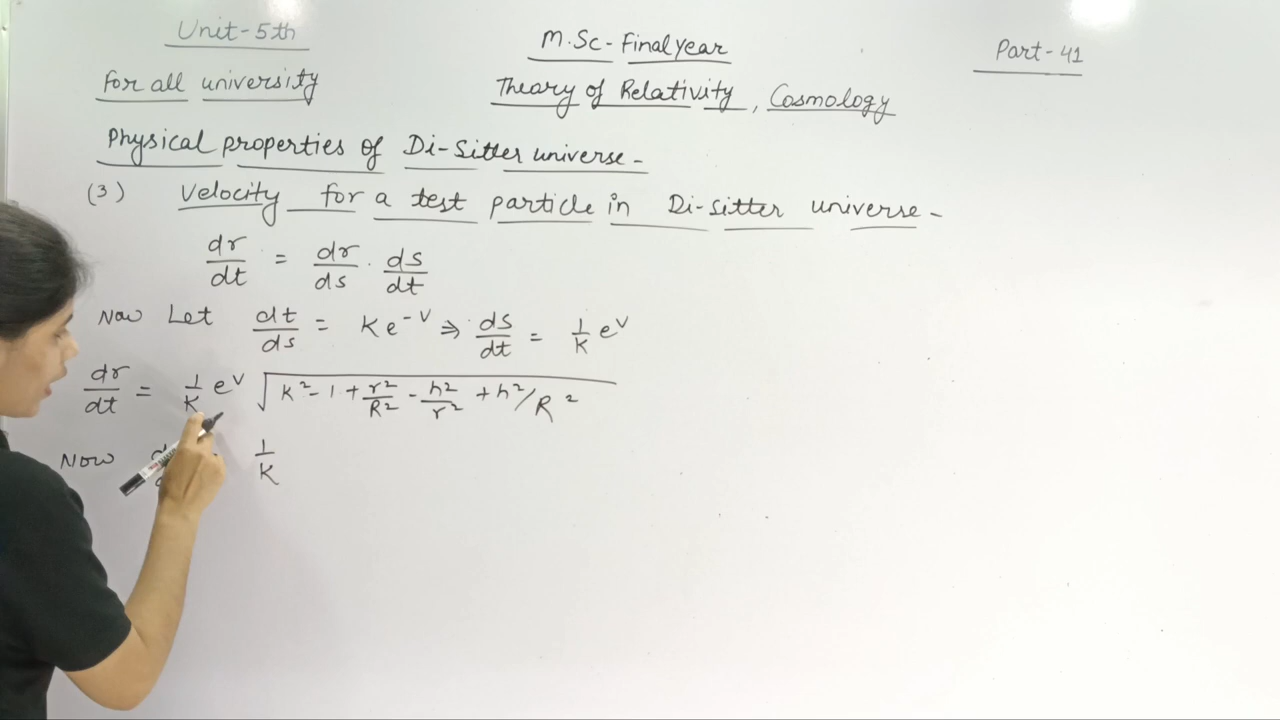 Unit-5th
M.Sc-Final year
Part-41
For all university
Theory of Relativity, Cosmology
Physical properties of Di-Sitter universe-
(3) Velocity for a test particle in Di-sitter universe-
dr/dt = dr/ds · ds/dt
Now Let dt/ds = Ke^-v ⇒ ds/dt = 1/K e^v
dr/dt = 1/K e^v √(K²-1+r²/R²-h²/r²+h²/R²)
Now 1/K